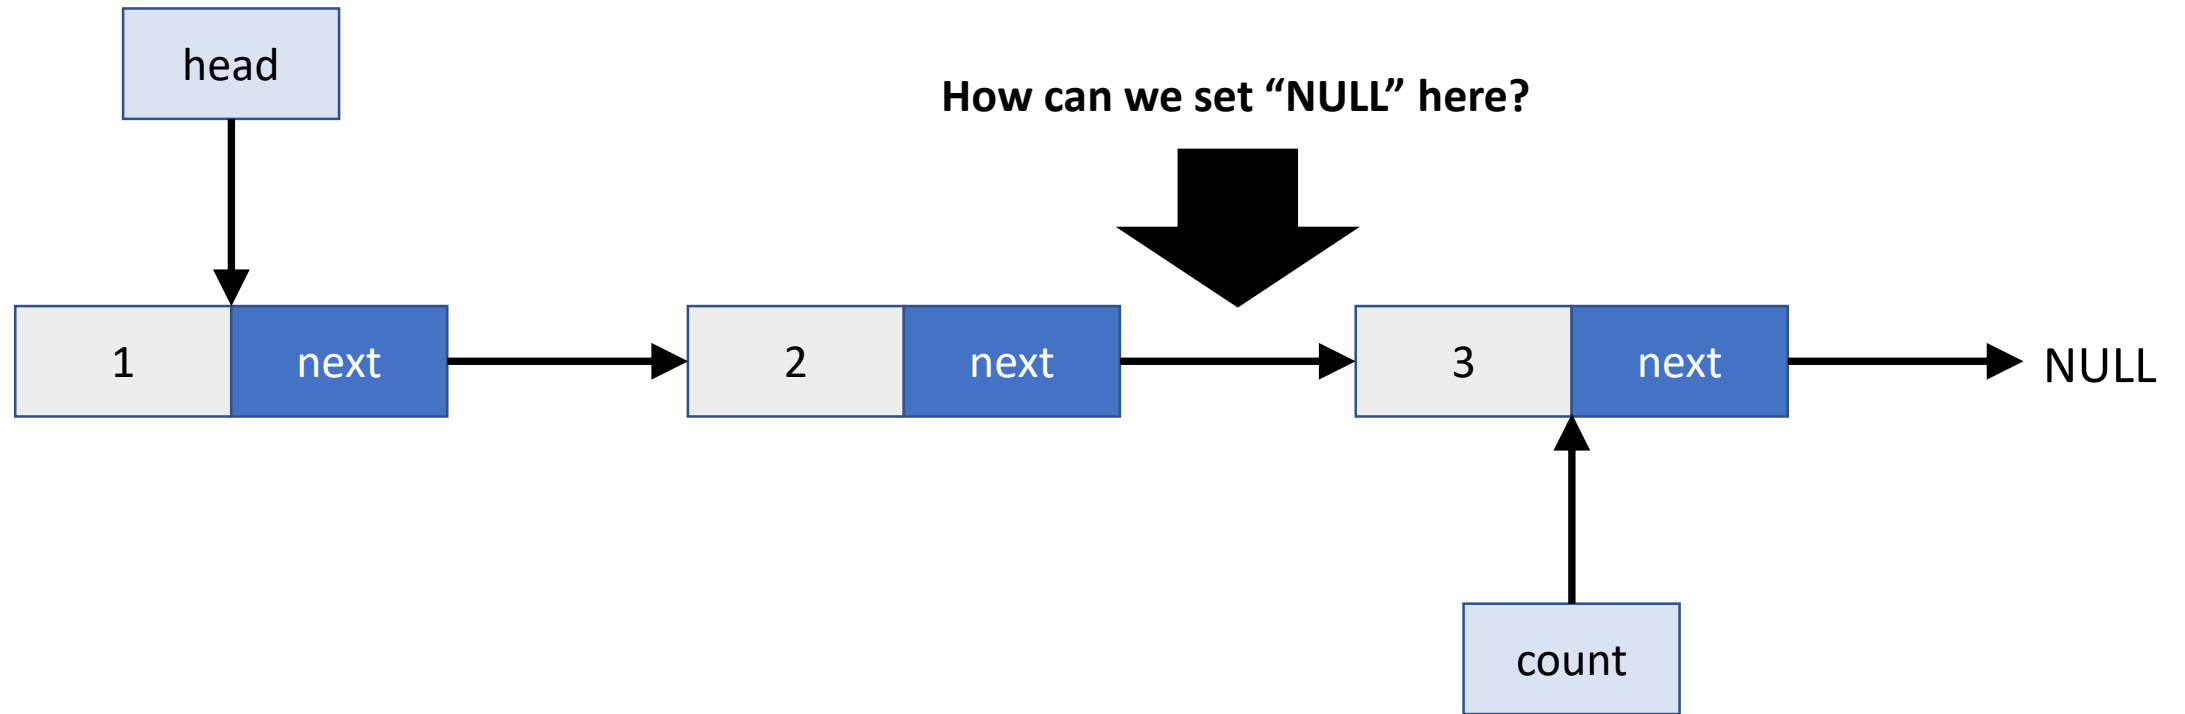 head
How can we set “NULL” here?
1 next 2 next 3 next NULL
count